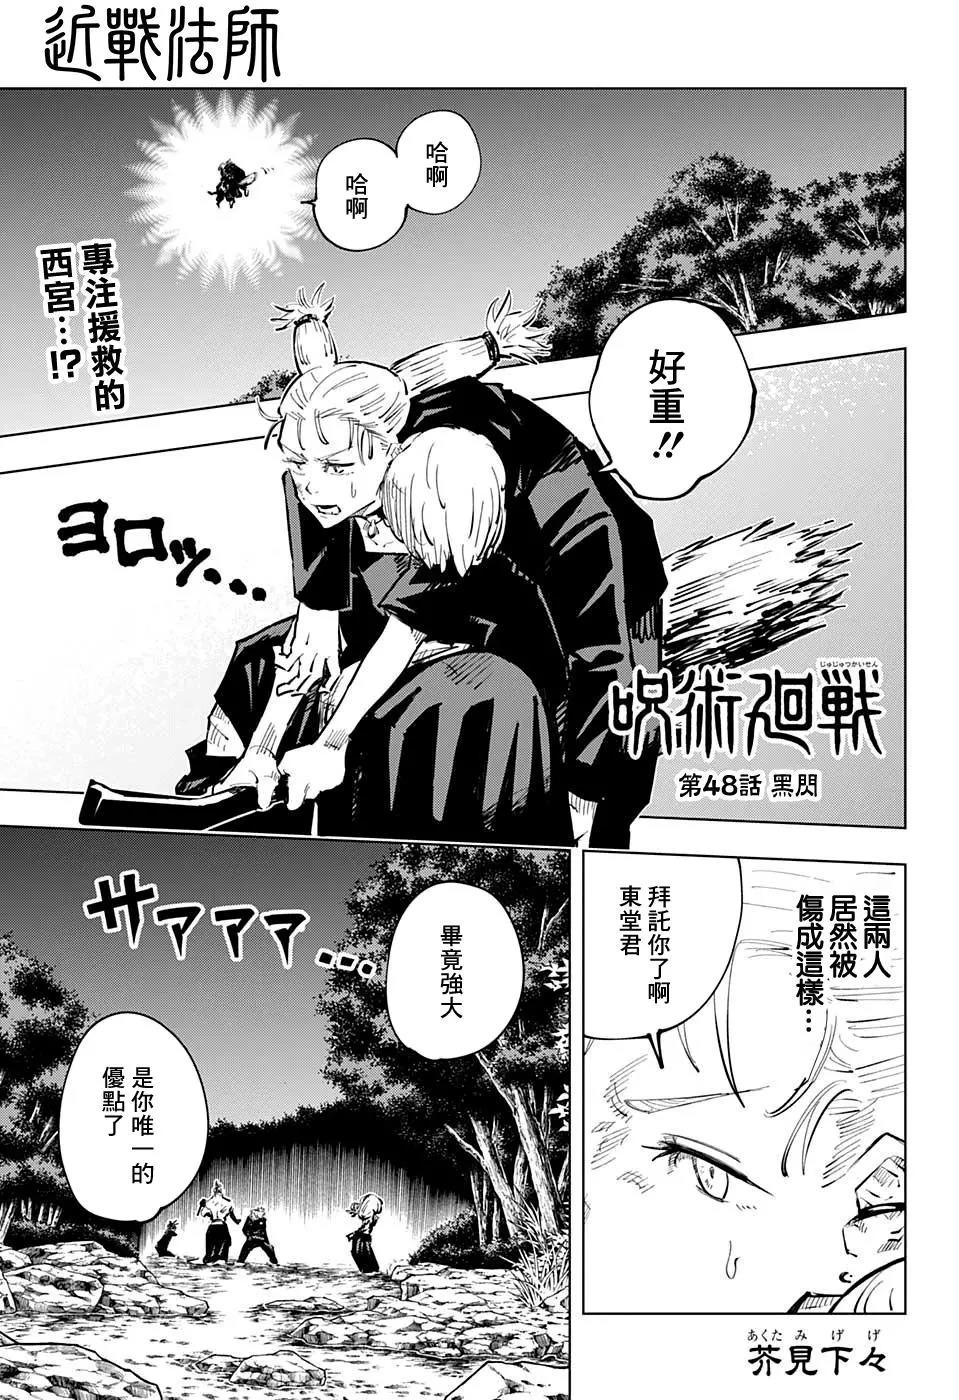 近戰法師
哈啊
哈啊
專注援救的
西宮…!?
好重!!
ヨロッ...
じゅじゅつかいせん
呪術廻戦
第48話 黑閃
這兩人
居然被
傷成這樣…
拜託你了啊
東堂君
畢竟強大
是你唯一的
優點了
サァァァァ...
あくたみげげ
芥見下々